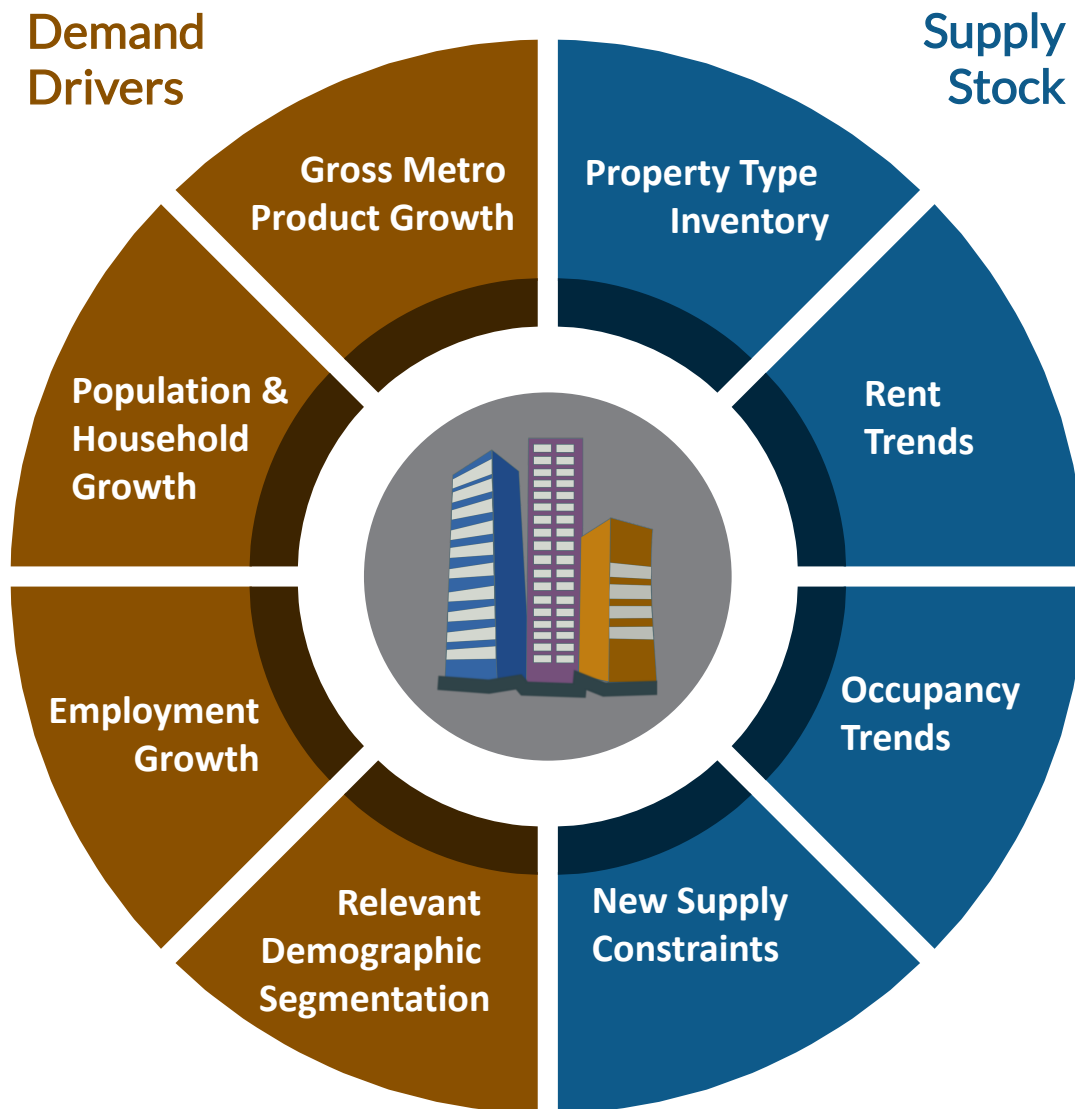 Demand
Drivers
Supply
Stock
Gross Metro
Product Growth
Property Type
Inventory
Population &
Household
Growth
Rent
Trends
Employment
Growth
Occupancy
Trends
Relevant
Demographic
Segmentation
New Supply
Constraints